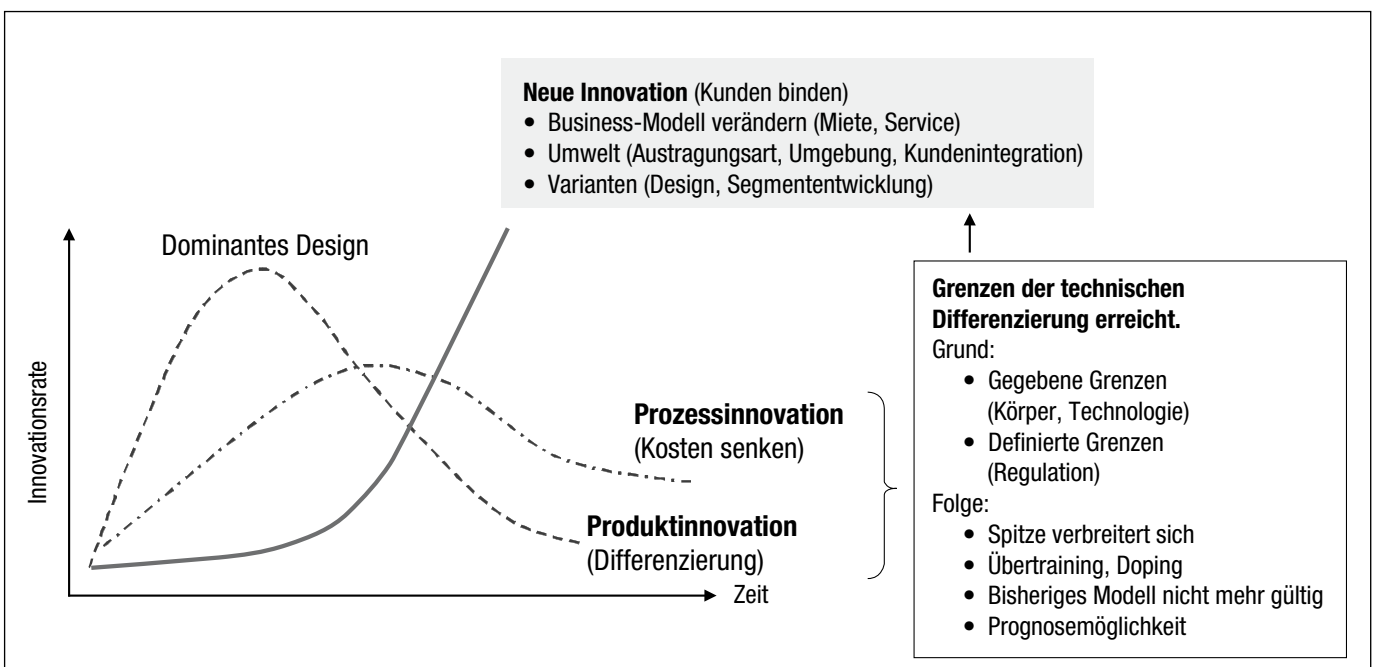 Neue Innovation (Kunden binden)
• Business-Modell verändern (Miete, Service)
• Umwelt (Austragungsart, Umgebung, Kundenintegration)
• Varianten (Design, Segmententwicklung)
Dominantes Design
Innovationsrate
Prozessinnovation
(Kosten senken)
Produktinnovation
(Differenzierung)
Zeit
Grenzen der technischen
Differenzierung erreicht.
Grund:
• Gegebene Grenzen
(Körper, Technologie)
• Definierte Grenzen
(Regulation)
Folge:
• Spitze verbreitert sich
• Übertraining, Doping
• Bisheriges Modell nicht mehr gültig
• Prognosemöglichkeit